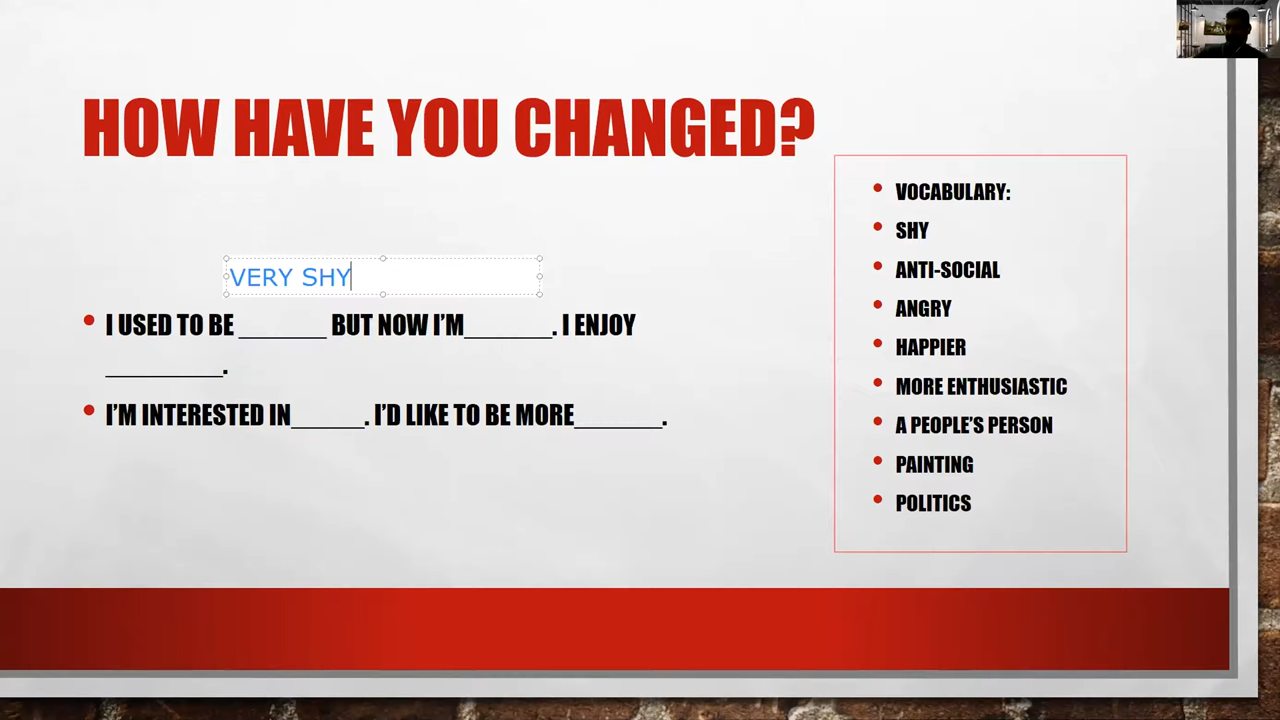 HOW HAVE YOU CHANGED?
VERY SHY
• I USED TO BE _______ BUT NOW I'M_______. I ENJOY
_________.
• I'M INTERESTED IN______. I'D LIKE TO BE MORE_______.
• VOCABULARY:
• SHY
• ANTI-SOCIAL
• ANGRY
• HAPPIER
• MORE ENTHUSIASTIC
• A PEOPLE'S PERSON
• PAINTING
• POLITICS